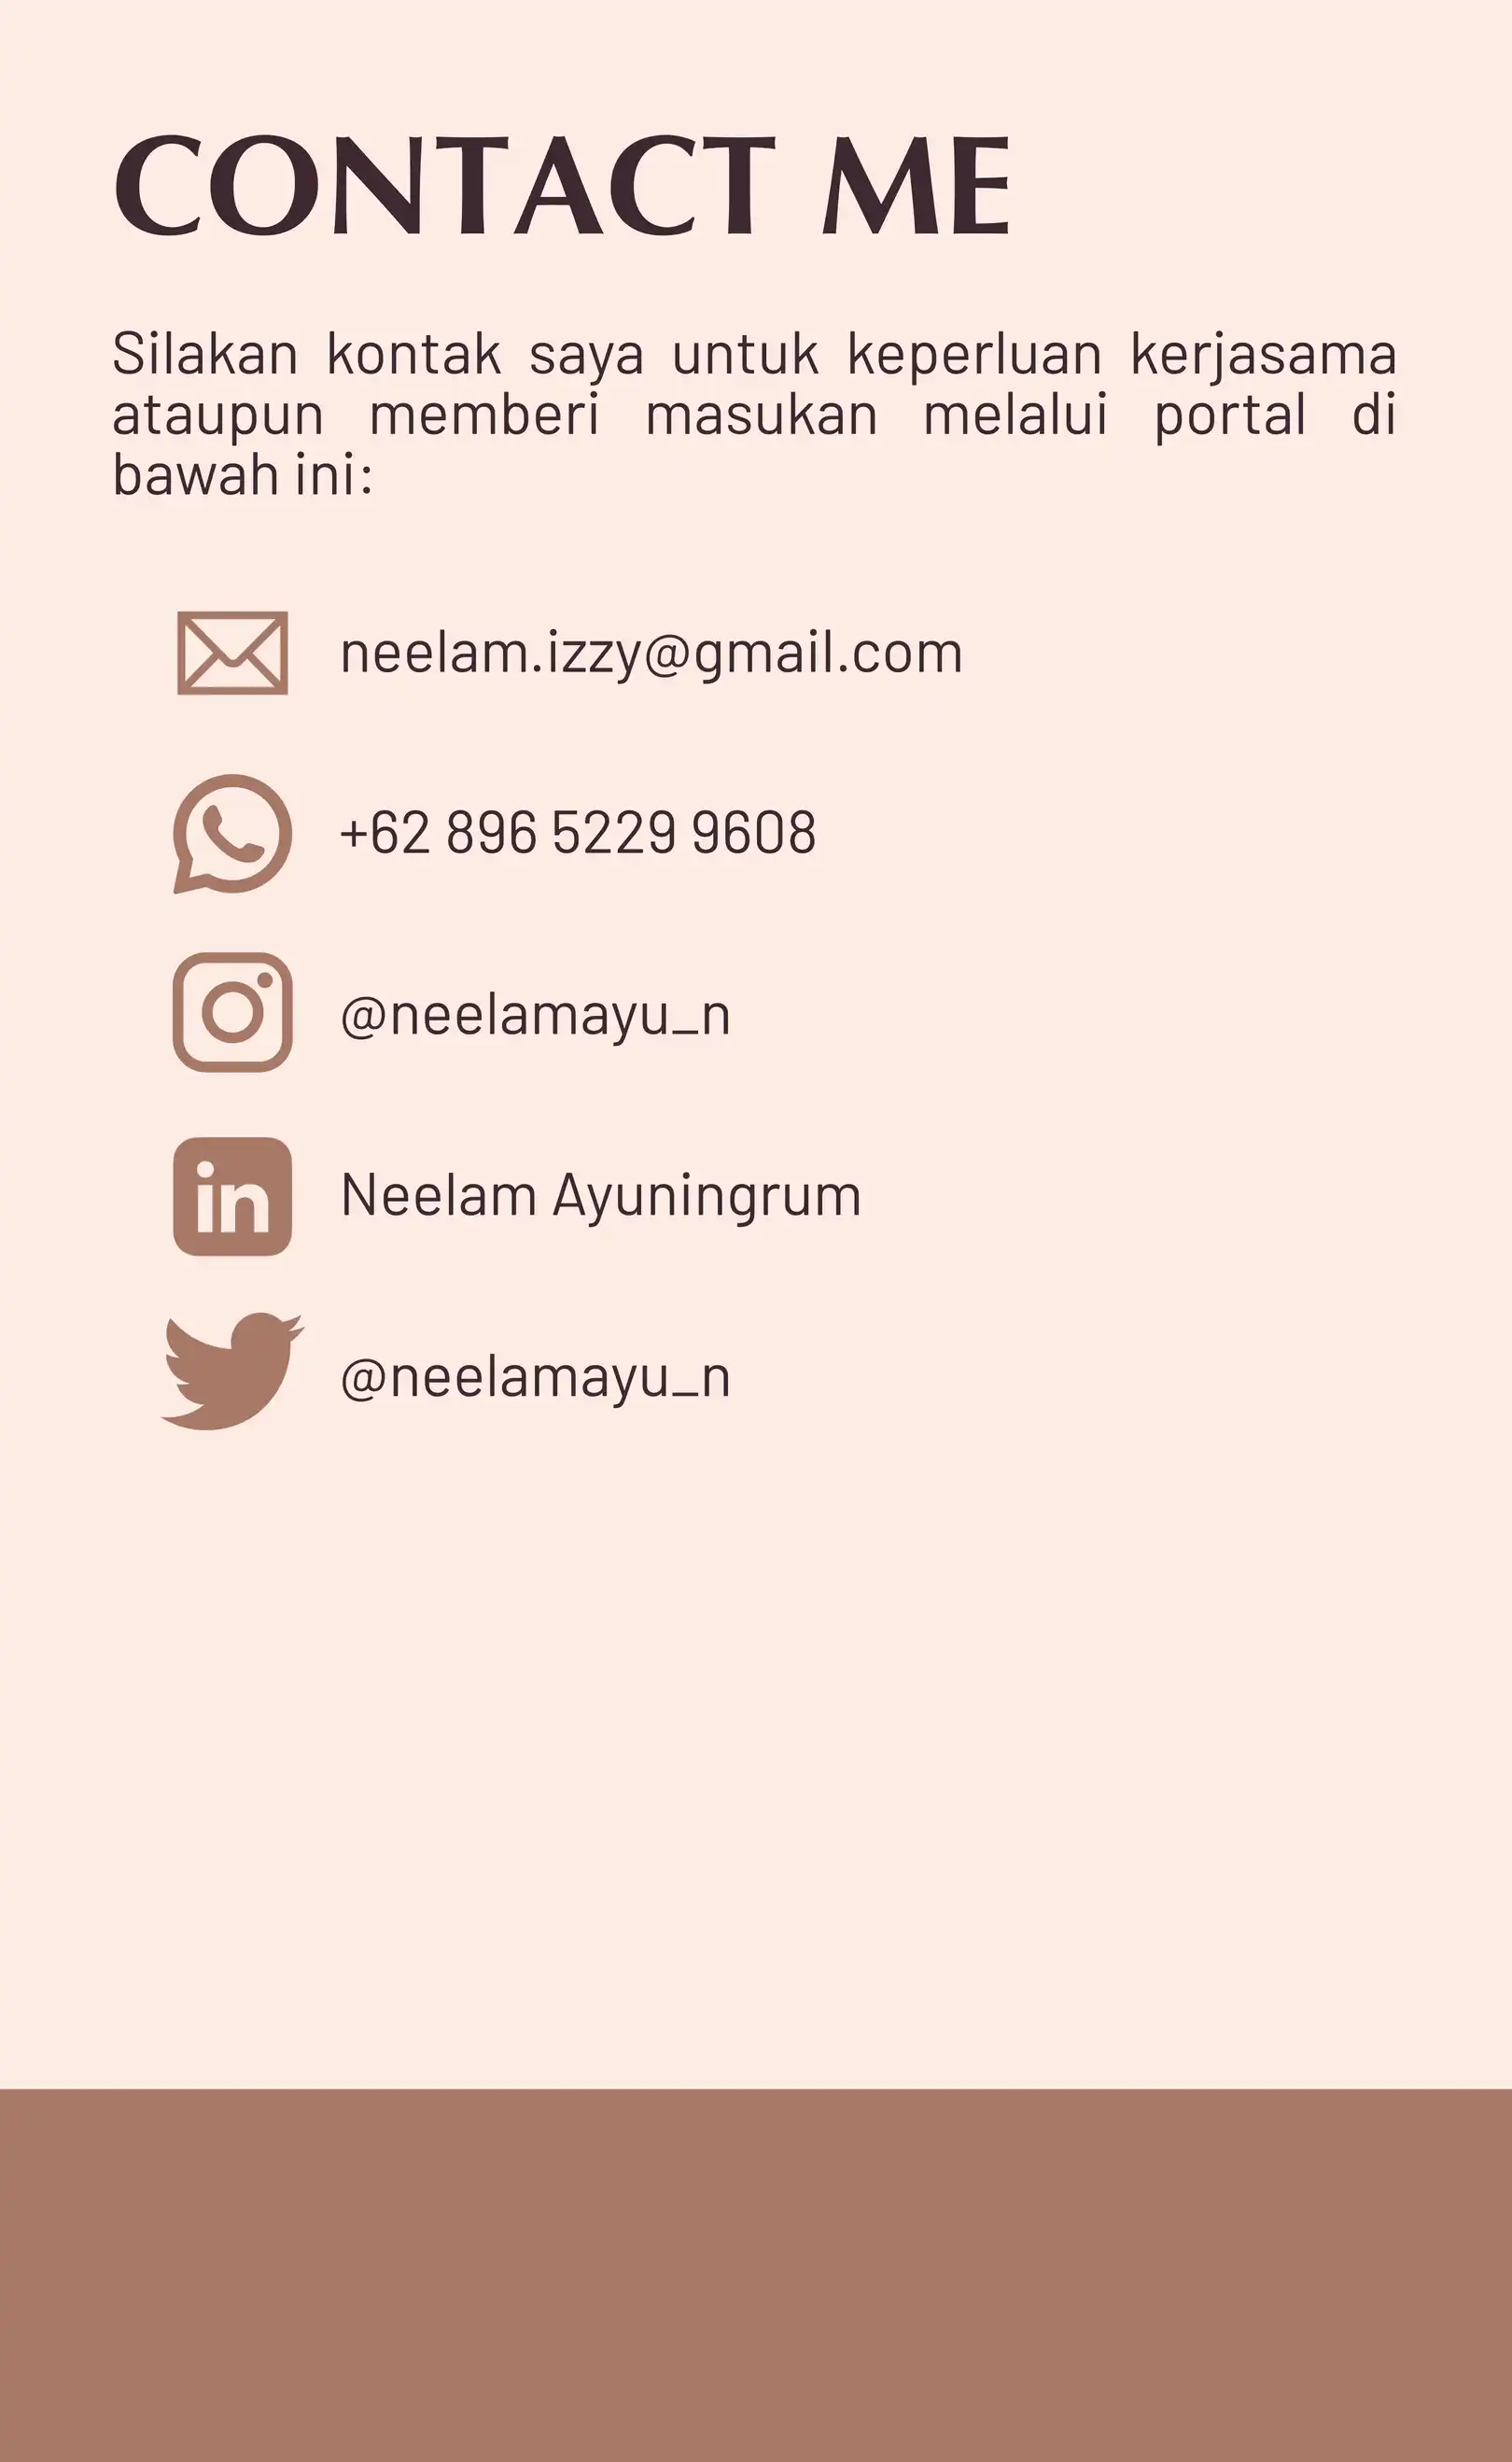 CONTACT ME
Silakan kontak saya untuk keperluan kerjasama
ataupun memberi masukan melalui portal di
bawah ini:
neelam.izzy@gmail.com
+62 896 5229 9608
@neelamayu_n
in
Neelam Ayuningrum
@neelamayu_n